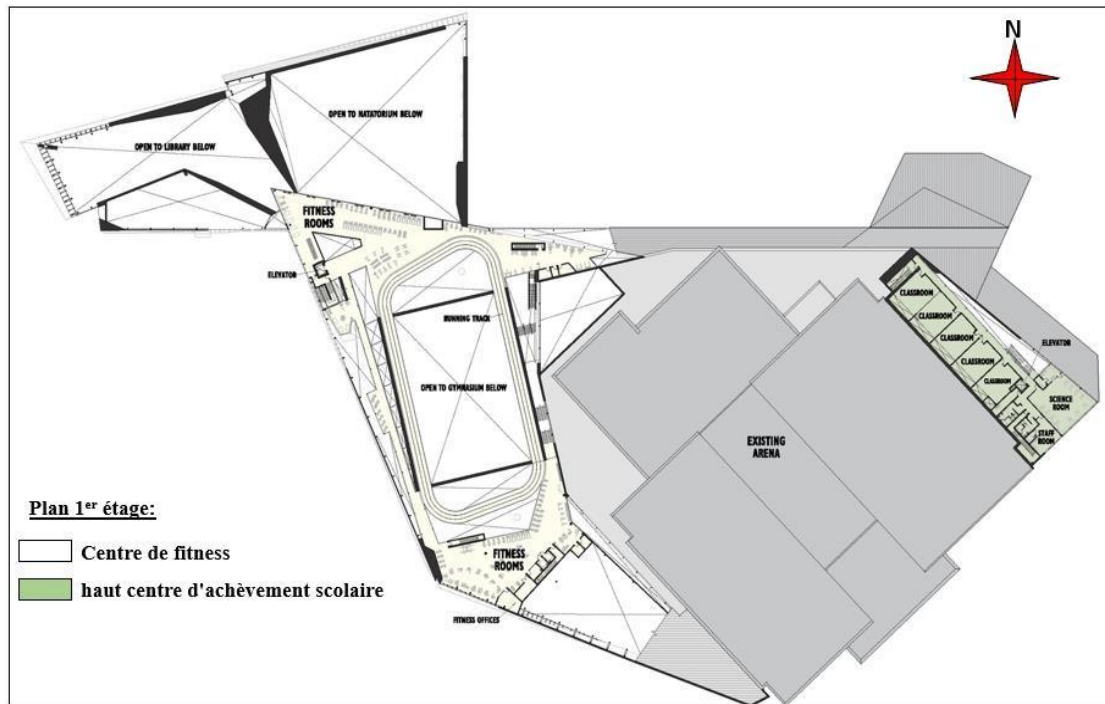 N
OPEN TO NATATORIUM BELOW
OPEN TO LIBRARY BELOW
FITNESS
ROOMS
ELEVATOR
RUNNING TRACK
OPEN TO GYMNASIUM BELOW
CLASSROOM
CLASSROOM
CLASSROOM
CLASSROOM
CLASSROOM
ELEVATOR
SCIENCE
ROOM
STAFF
ROOM
EXISTING
ARENA
FITNESS
ROOMS
FITNESS OFFICES
Plan 1er étage:
Centre de fitness
haut centre d'achèvement scolaire